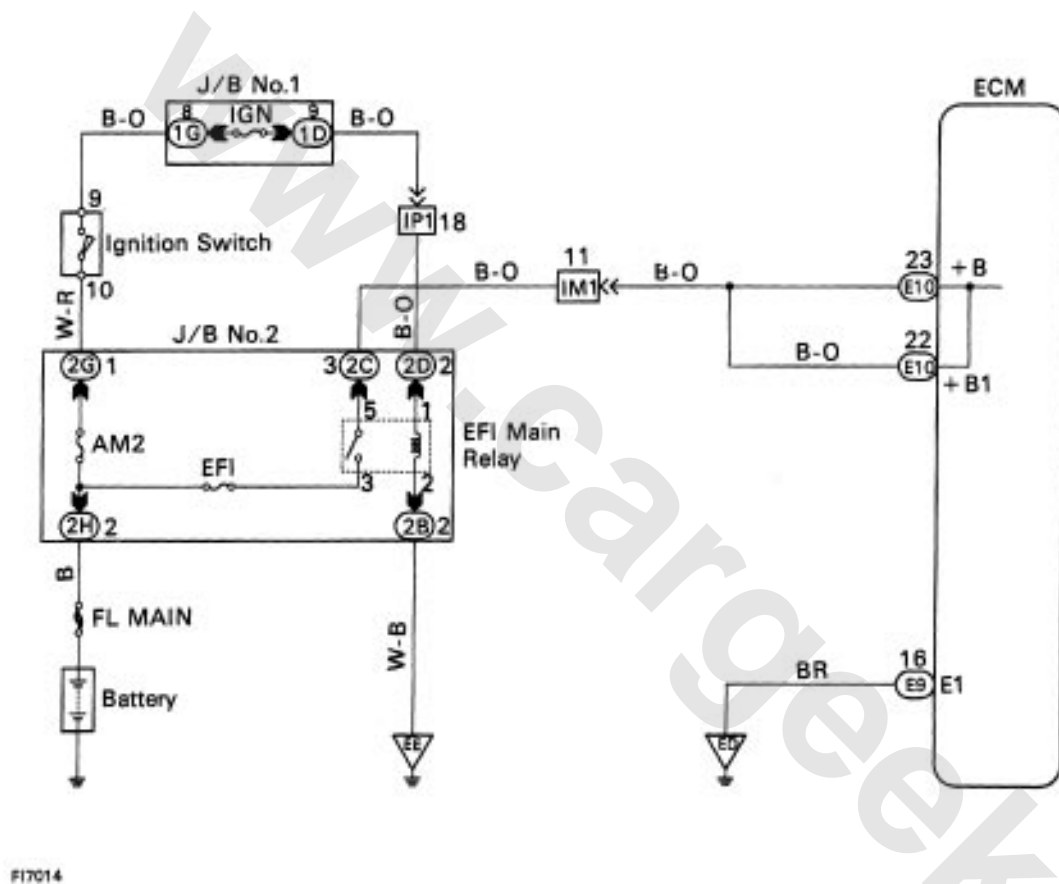 J/B No.1
ECM
8 IGN 9
B-O 1G 1D B-O
9
IP1 18
Ignition Switch
11
23
+B
B-O IM1 B-O
E10
10
W-R
B-O
22
J/B No.2
B-O E10
+B1
2G 1 3 2C 2D 2
5 1
AM2
EFI Main
Relay
EFI
3 2
2H 2 2B 2
B
FL MAIN
W-B
16
BR E9 E1
Battery
EE ED
FI7014
www.cargeek